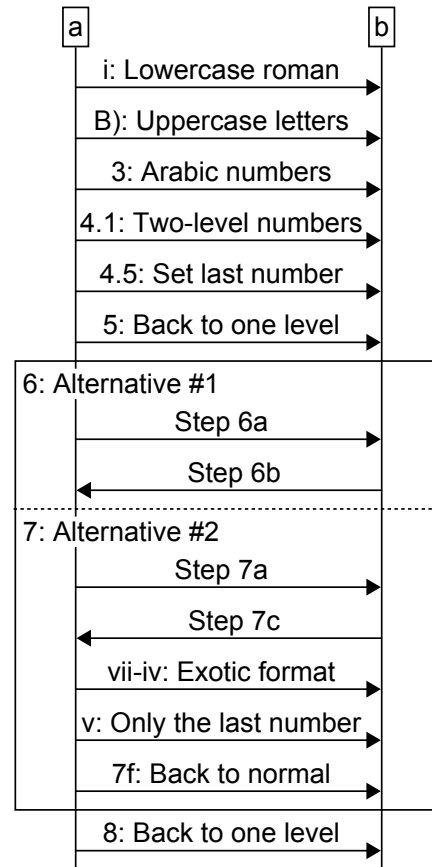 a b
i: Lowercase roman
B): Uppercase letters
3: Arabic numbers
4.1: Two-level numbers
4.5: Set last number
5: Back to one level
6: Alternative #1
Step 6a
Step 6b
7: Alternative #2
Step 7a
Step 7c
vii-iv: Exotic format
v: Only the last number
7f: Back to normal
8: Back to one level